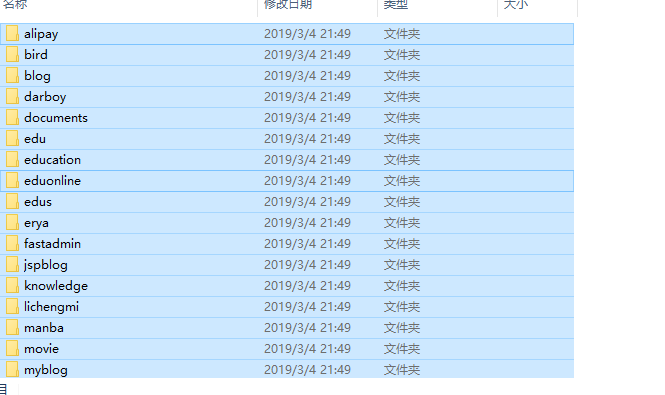 名称 修改日期 类型 大小
alipay 2019/3/4 21:49 文件夹
bird 2019/3/4 21:49 文件夹
blog 2019/3/4 21:49 文件夹
darboy 2019/3/4 21:49 文件夹
documents 2019/3/4 21:49 文件夹
edu 2019/3/4 21:49 文件夹
education 2019/3/4 21:49 文件夹
eduonline 2019/3/4 21:49 文件夹
edus 2019/3/4 21:49 文件夹
erya 2019/3/4 21:49 文件夹
fastadmin 2019/3/4 21:49 文件夹
jspblog 2019/3/4 21:49 文件夹
knowledge 2019/3/4 21:49 文件夹
lichengmi 2019/3/4 21:49 文件夹
manba 2019/3/4 21:49 文件夹
movie 2019/3/4 21:49 文件夹
myblog 2019/3/4 21:49 文件夹